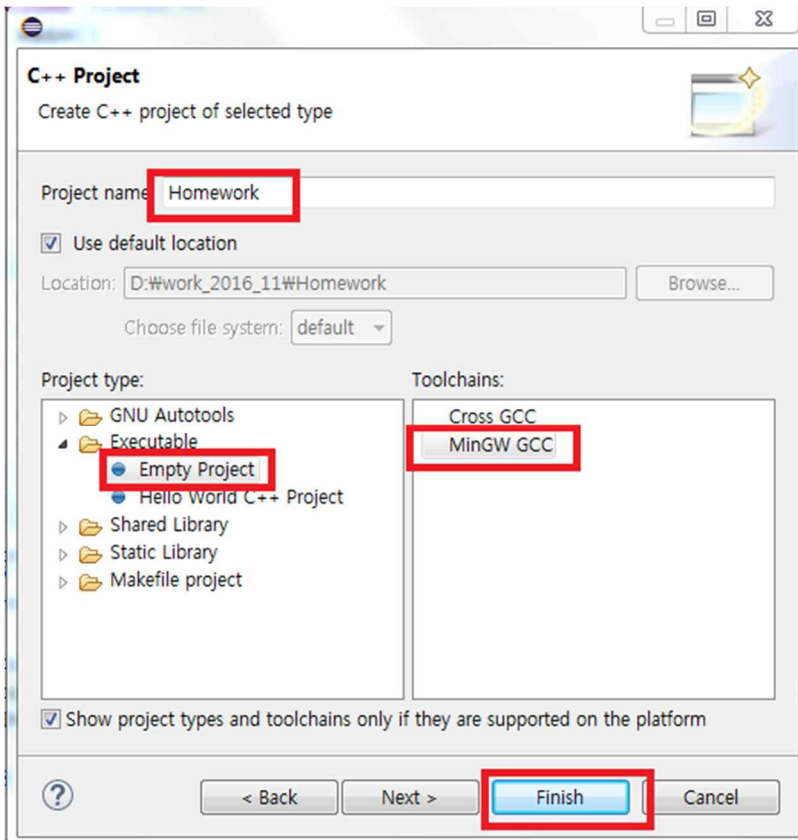 C++ Project
Create C++ project of selected type
Project name Homework
Use default location
Location: D:₩work_2016_11₩Homework Browse...
Choose file system: default
Project type: Toolchains:
GNU Autotools Cross GCC
Executable MinGW GCC
Empty Project
Hello World C++ Project
Shared Library
Static Library
Makefile project
Show project types and toolchains only if they are supported on the platform
? < Back Next > Finish Cancel